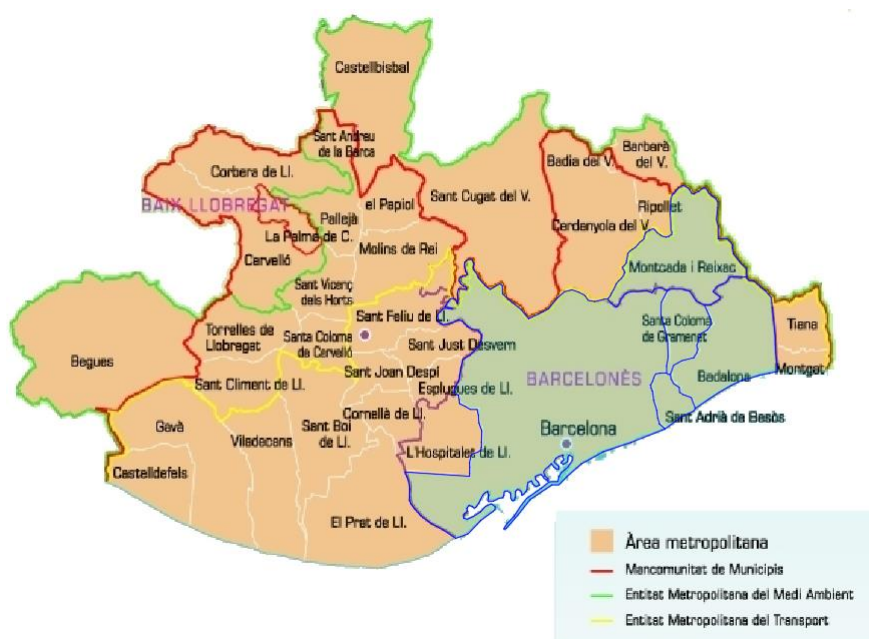 Castellbisbal
Sant Andreu
de la Barca
Barberà
del V.
Badia del V.
Corbera de Ll.
Sant Cugat del V.
el Papiol
BAIX LLOBREGAT
Ripollet
Pallejà
Cerdanyola del V.
La Palma de C.
Molins de Rei
Cervelló
Montcada i Reixac
Sant Vicenç
dels Horts
Sant Feliu de Ll.
Tiana
Torrelles de
Llobregat
Santa Coloma
de Cervelló
Santa Coloma
de Gramenet
Sant Just Desvern
Begues
Montgat
Sant Joan Despí
BARCELONÈS
Badalona
Sant Climent de Ll.
Esplugues de Ll.
Cornellà de Ll.
Sant Adrià de Besòs
Gavà
Sant Boi
de Ll.
Viladecans
Barcelona
L'Hospitalet de Ll.
Castelldefels
El Prat de Ll.
Àrea metropolitana
Mancomunitat de Municipis
Entitat Metropolitana del Medi Ambient
Entitat Metropolitana del Transport